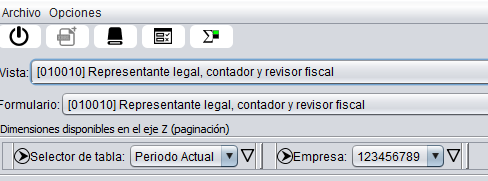 Archivo Opciones
Vista: [010010] Representante legal, contador y revisor fiscal
Formulario: [010010] Representante legal, contador y revisor fiscal
Dimensiones disponibles en el eje Z (paginación)
Selector de tabla: Periodo Actual Empresa: 123456789